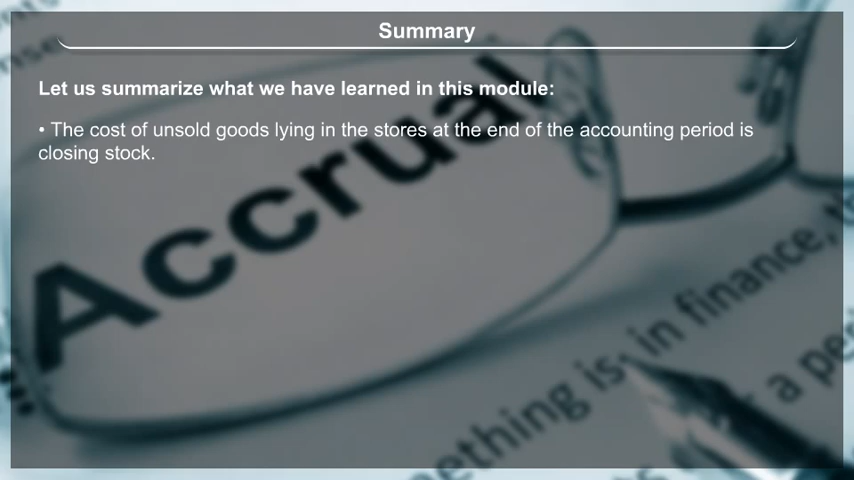 Summary
Let us summarize what we have learned in this module:
• The cost of unsold goods lying in the stores at the end of the accounting period is
closing stock.
Accrual
ething is, in finance,
a pe